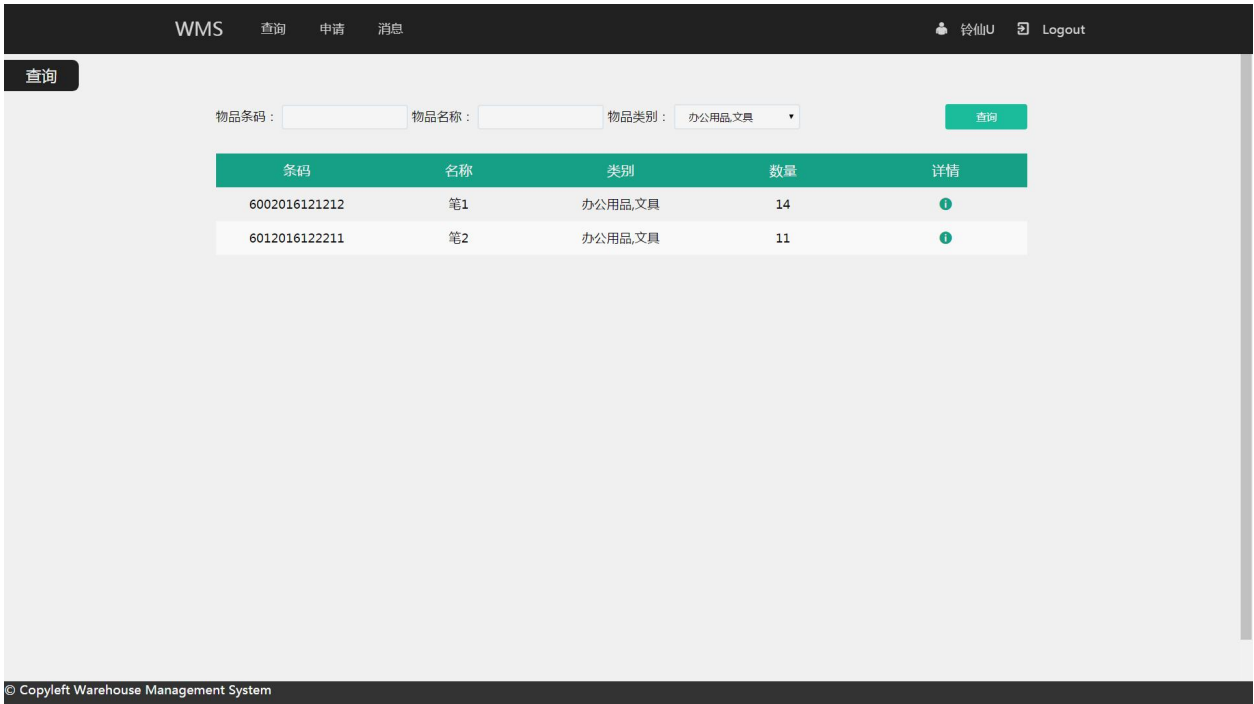 WMS 查询 申请 消息 铃仙U Logout
查询
物品条码： 物品名称： 物品类别： 办公用品,文具 查询
条码 名称 类别 数量 详情
6002016121212 笔1 办公用品,文具 14
6012016122211 笔2 办公用品,文具 11
© Copyleft Warehouse Management System